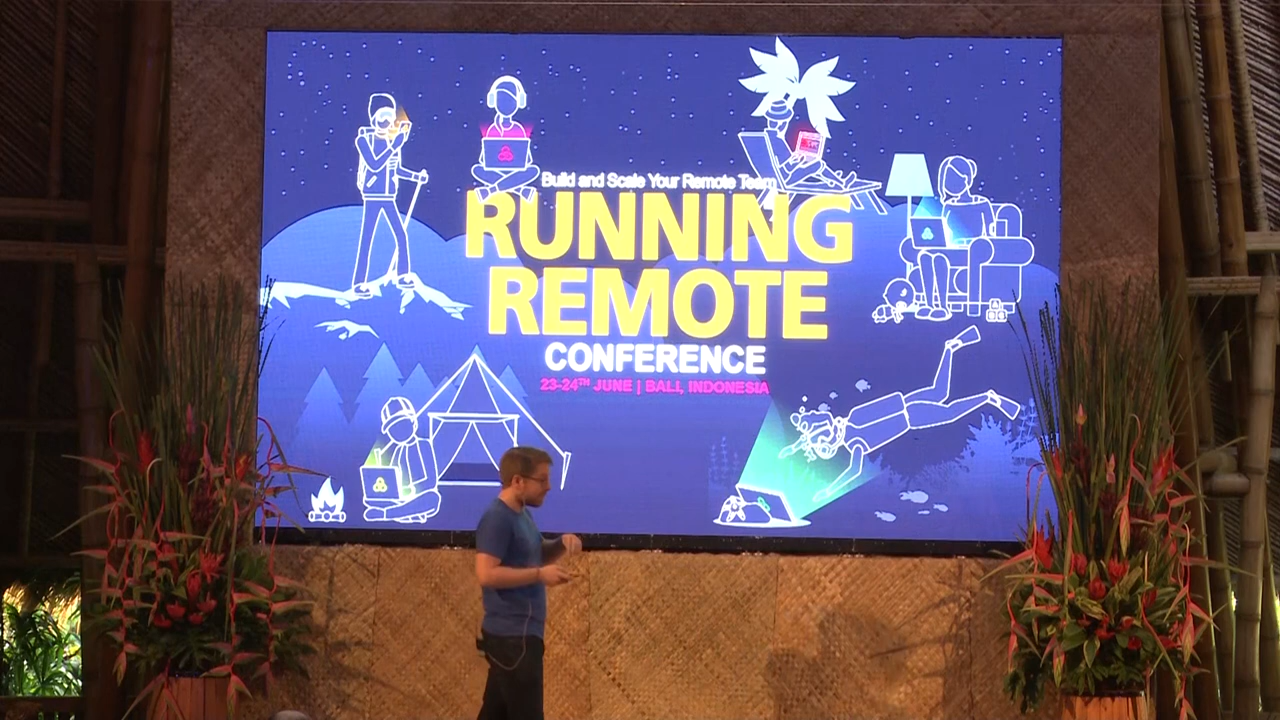 Build and Scale Your Remote Team
RUNNING
REMOTE
CONFERENCE
23-24TH JUNE | BALI, INDONESIA